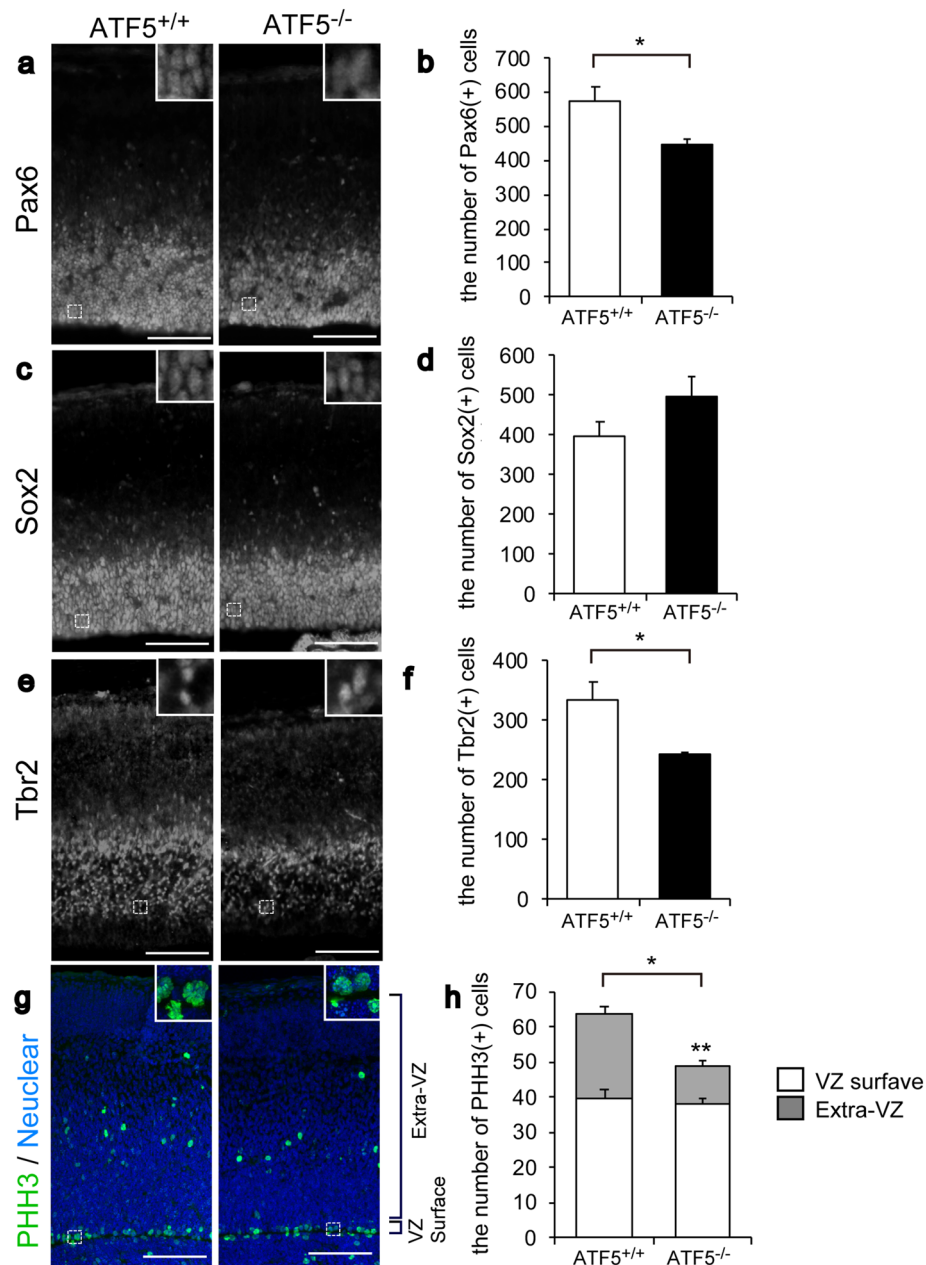 ATF5+/+ ATF5-/-
a
Pax6
b
the number of Pax6(+) cells
700
600
500
400
300
200
100
0
*
ATF5+/+ ATF5-/-
c
Sox2
d
the number of Sox2(+) cells
600
500
400
300
200
100
0
ATF5+/+ ATF5-/-
e
Tbr2
f
the number of Tbr2(+) cells
400
300
200
100
0
*
ATF5+/+ ATF5-/-
g
PHH3 / Neuclear
Extra-VZ
VZ
Surface
h
the number of PHH3(+) cells
70
60
50
40
30
20
10
0
*
**
ATF5+/+ ATF5-/-
VZ surfave
Extra-VZ